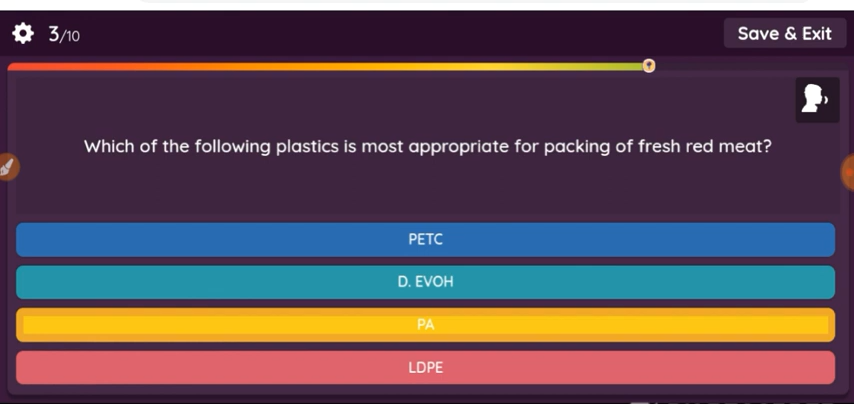 3/10
Save & Exit
Which of the following plastics is most appropriate for packing of fresh red meat?
PETC
D. EVOH
PA
LDPE